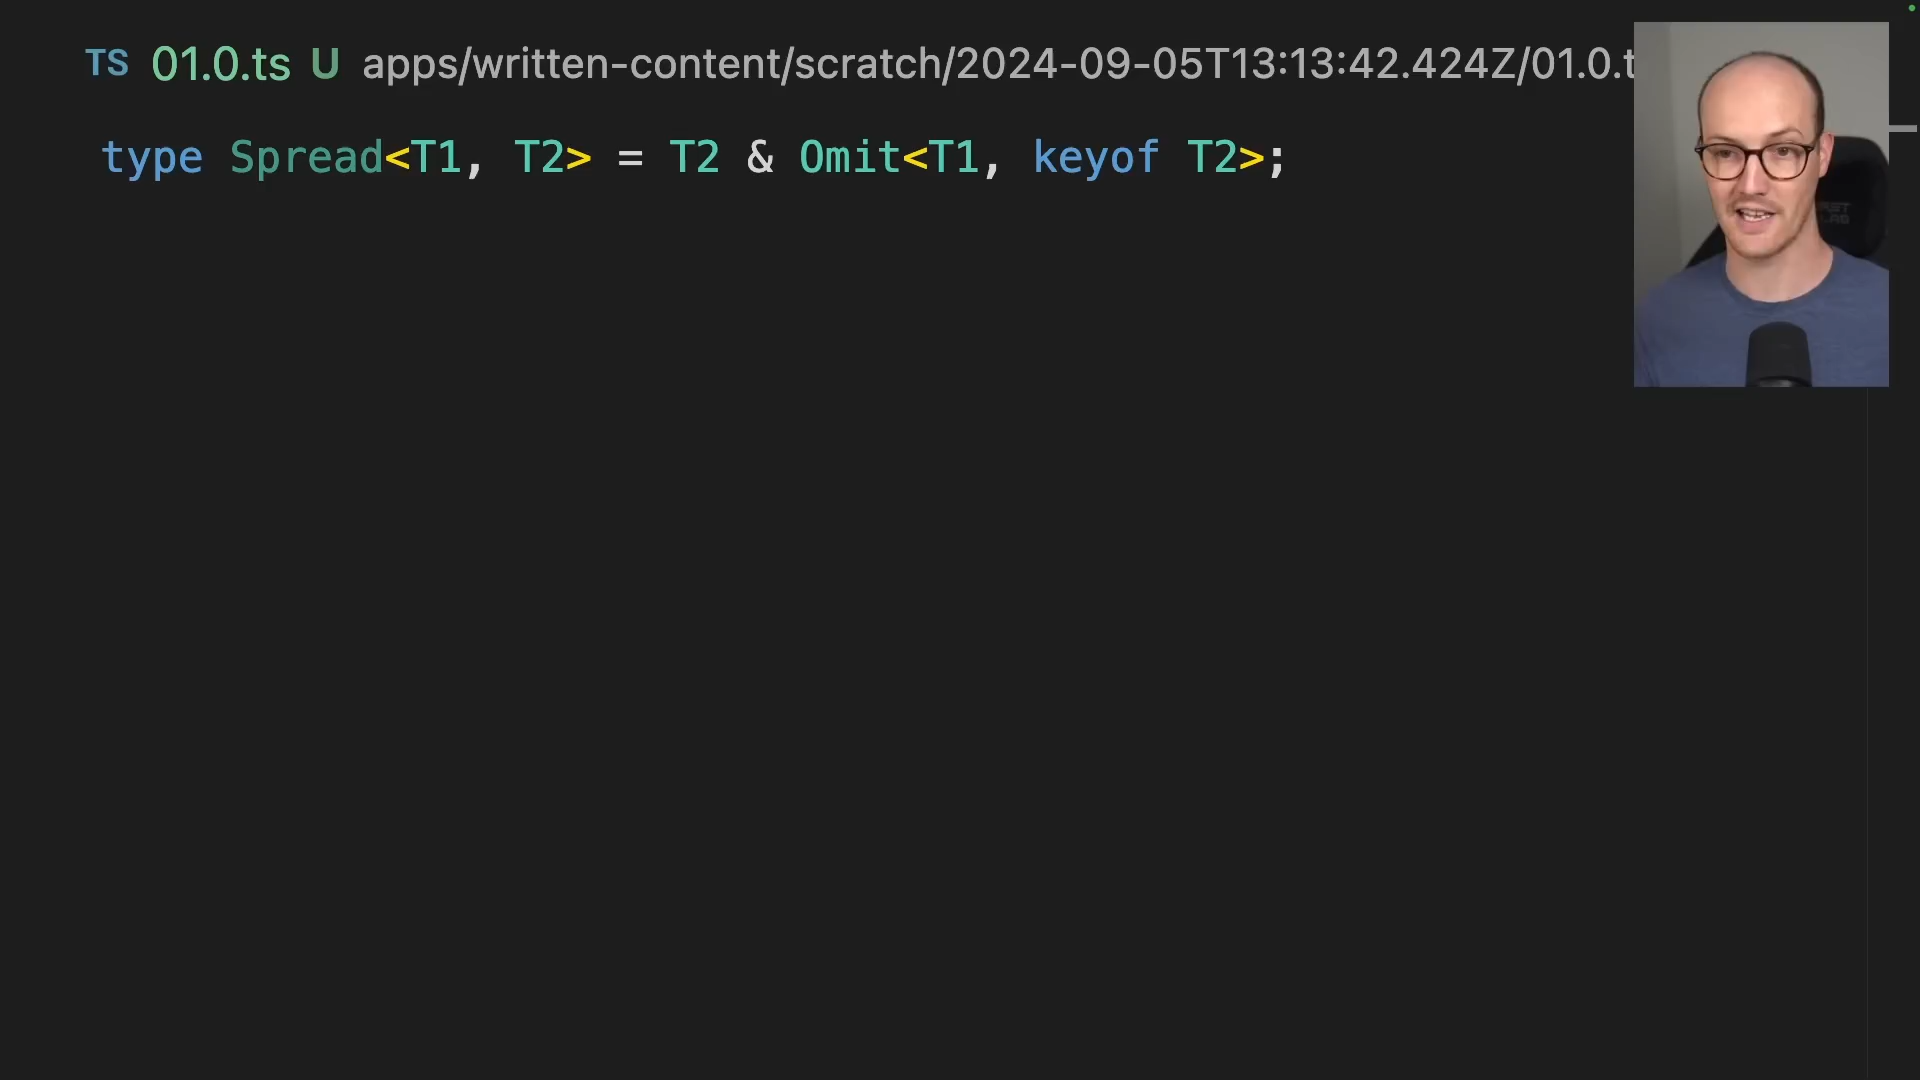 TS 01.0.ts U apps/written-content/scratch/2024-09-05T13:13:42.424Z/01.0.t
type Spread<T1, T2> = T2 & Omit<T1, keyof T2>;